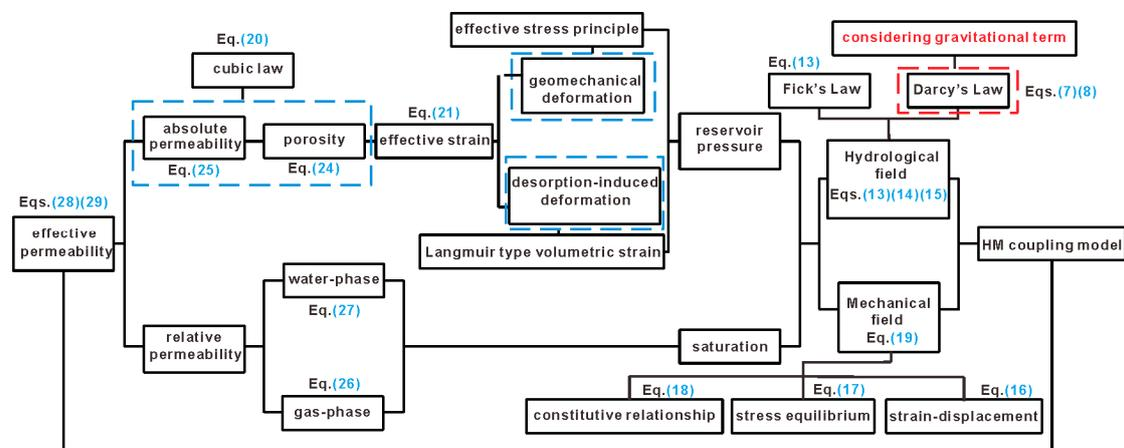 Eq.(20)
cubic law
effective stress principle
considering gravitational term
geomechanical
deformation
Eq.(13)
Fick's Law
Darcy's Law
Eqs.(7)(8)
absolute
permeability
Eq.(25)
porosity
Eq.(24)
Eq.(21)
effective strain
reservoir
pressure
Hydrological
field
Eqs.(13)(14)(15)
desorption-induced
deformation
Langmuir type volumetric strain
Eqs.(28)(29)
effective
permeability
HM coupling model
water-phase
Eq.(27)
relative
permeability
Eq.(26)
gas-phase
saturation
Mechanical
field
Eq.(19)
Eq.(18)
constitutive relationship
Eq.(17)
stress equilibrium
Eq.(16)
strain-displacement